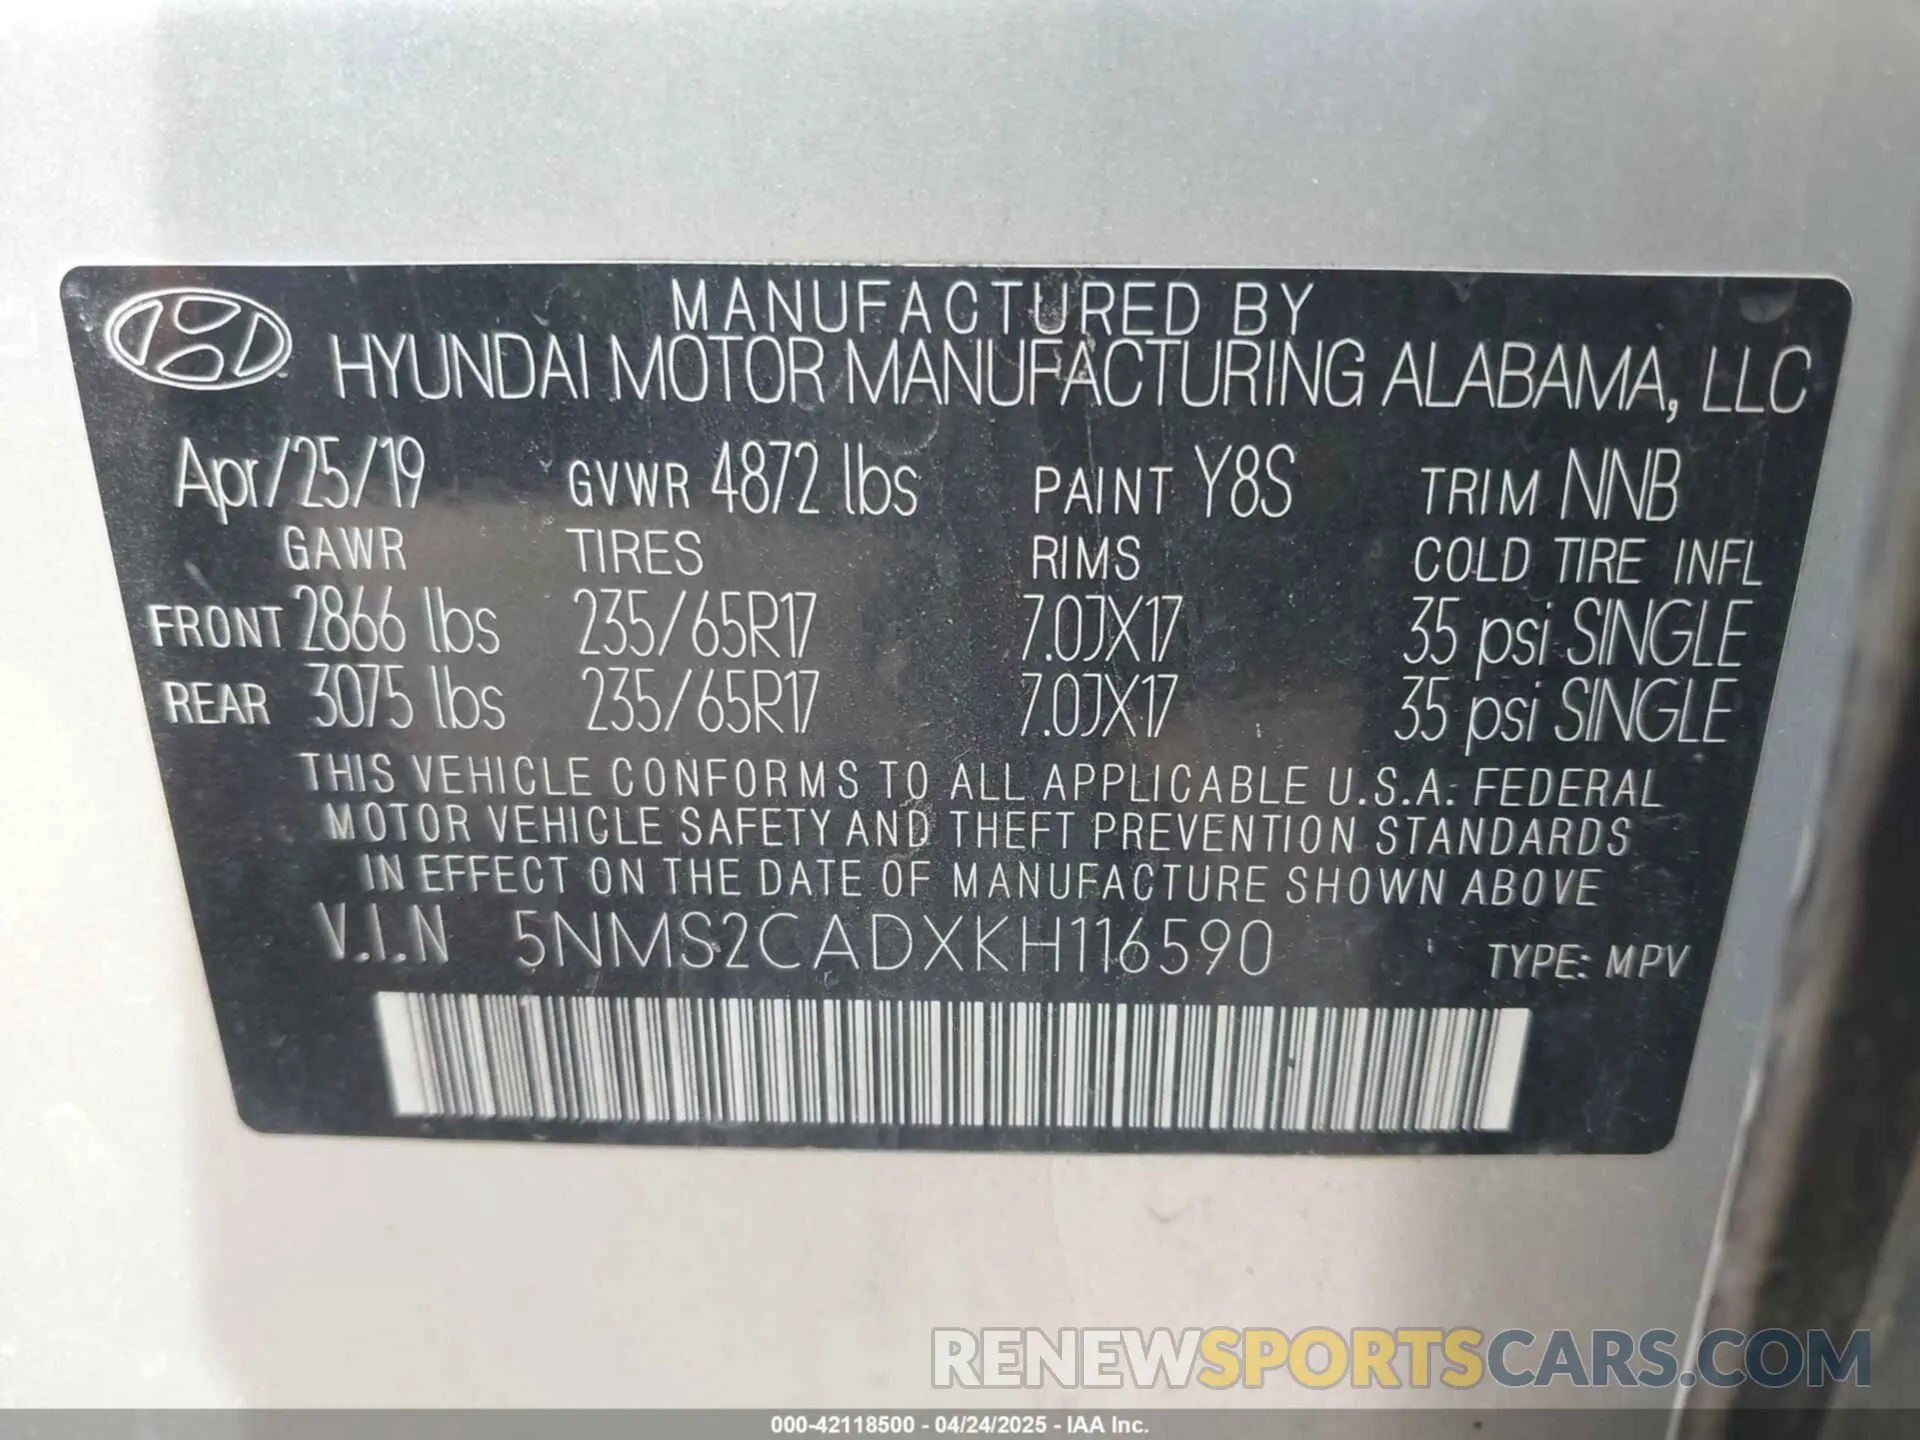 MANUFACTURED BY
HYUNDAI MOTOR MANUFACTURING ALABAMA, LLC
Apr/25/19 GVWR 4872 lbs PAINT Y8S TRIM NNB
GAWR TIRES RIMS COLD TIRE INFL
FRONT 2866 lbs 235/65R17 7.0JX17 35 psi SINGLE
REAR 3075 lbs 235/65R17 7.0JX17 35 psi SINGLE
THIS VEHICLE CONFORMS TO ALL APPLICABLE U.S.A. FEDERAL
MOTOR VEHICLE SAFETY AND THEFT PREVENTION STANDARDS
IN EFFECT ON THE DATE OF MANUFACTURE SHOWN ABOVE
V.I.N 5NMS2CADXKH116590 TYPE: MPV
RENEWSPORTSCARS.COM
000-42118500 - 04/24/2025 - IAA Inc.